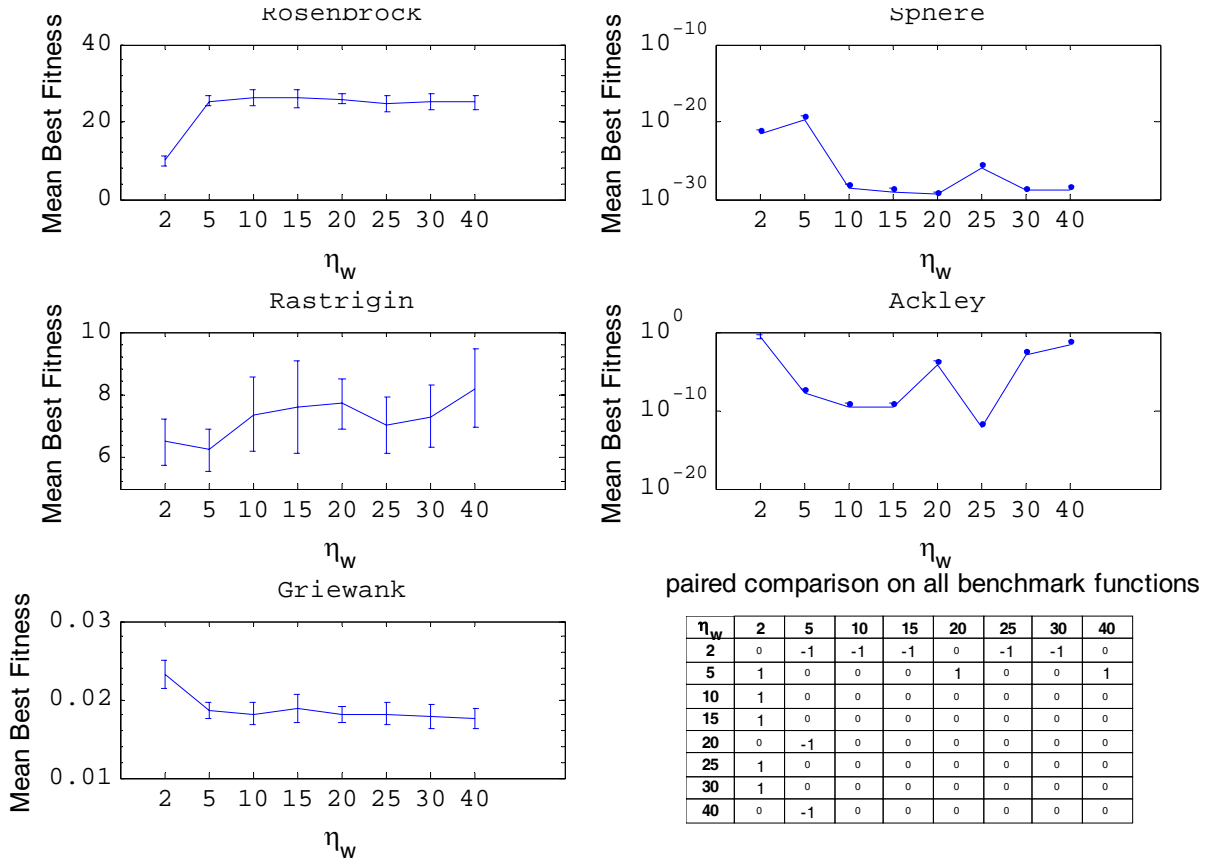 Rosenbrock
Mean Best Fitness
40
20
0
2 5 10 15 20 25 30 40
ηw
Sphere
Mean Best Fitness
10^-10
10^-20
10^-30
2 5 10 15 20 25 30 40
ηw
Rastrigin
Mean Best Fitness
10
8
6
2 5 10 15 20 25 30 40
ηw
Ackley
Mean Best Fitness
10^0
10^-10
10^-20
2 5 10 15 20 25 30 40
ηw
Griewank
Mean Best Fitness
0.03
0.02
0.01
2 5 10 15 20 25 30 40
ηw
paired comparison on all benchmark functions
ηw 2 5 10 15 20 25 30 40
2 0 -1 -1 -1 0 -1 -1 0
5 1 0 0 0 1 0 0 1
10 1 0 0 0 0 0 0 0
15 1 0 0 0 0 0 0 0
20 0 -1 0 0 0 0 0 0
25 1 0 0 0 0 0 0 0
30 1 0 0 0 0 0 0 0
40 0 -1 0 0 0 0 0 0